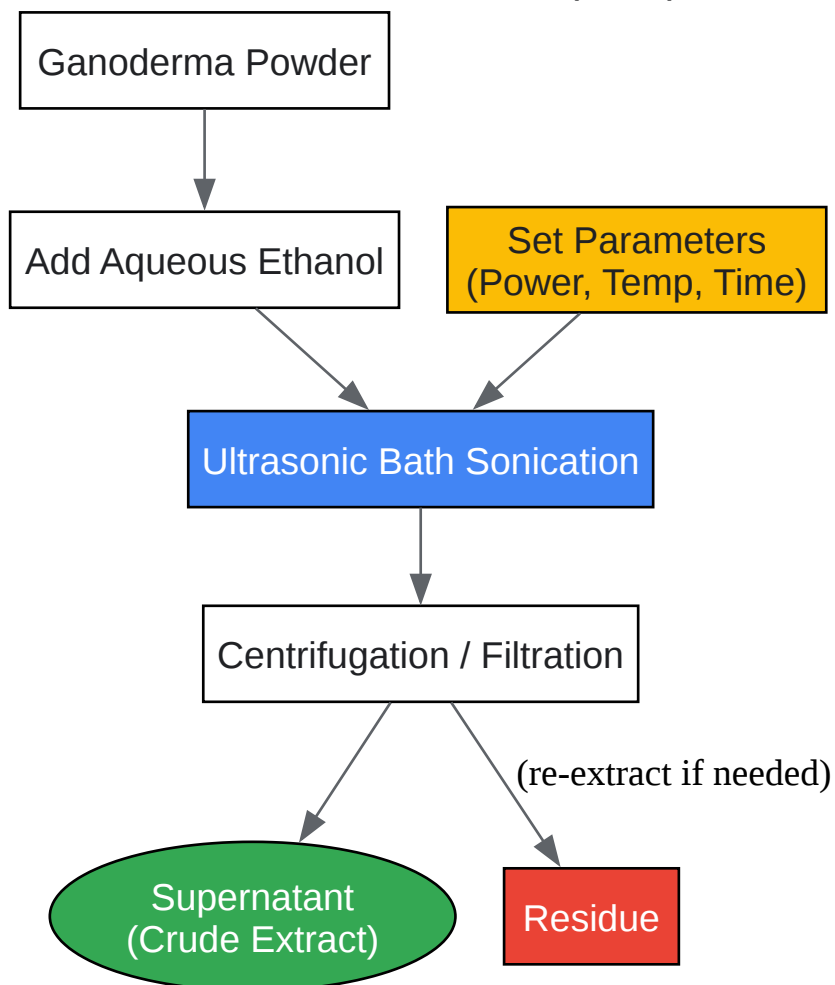 Ganoderma Powder
Add Aqueous Ethanol
Set Parameters
(Power, Temp, Time)
Ultrasonic Bath Sonication
Centrifugation / Filtration
(re-extract if needed)
Supernatant
(Crude Extract)
Residue